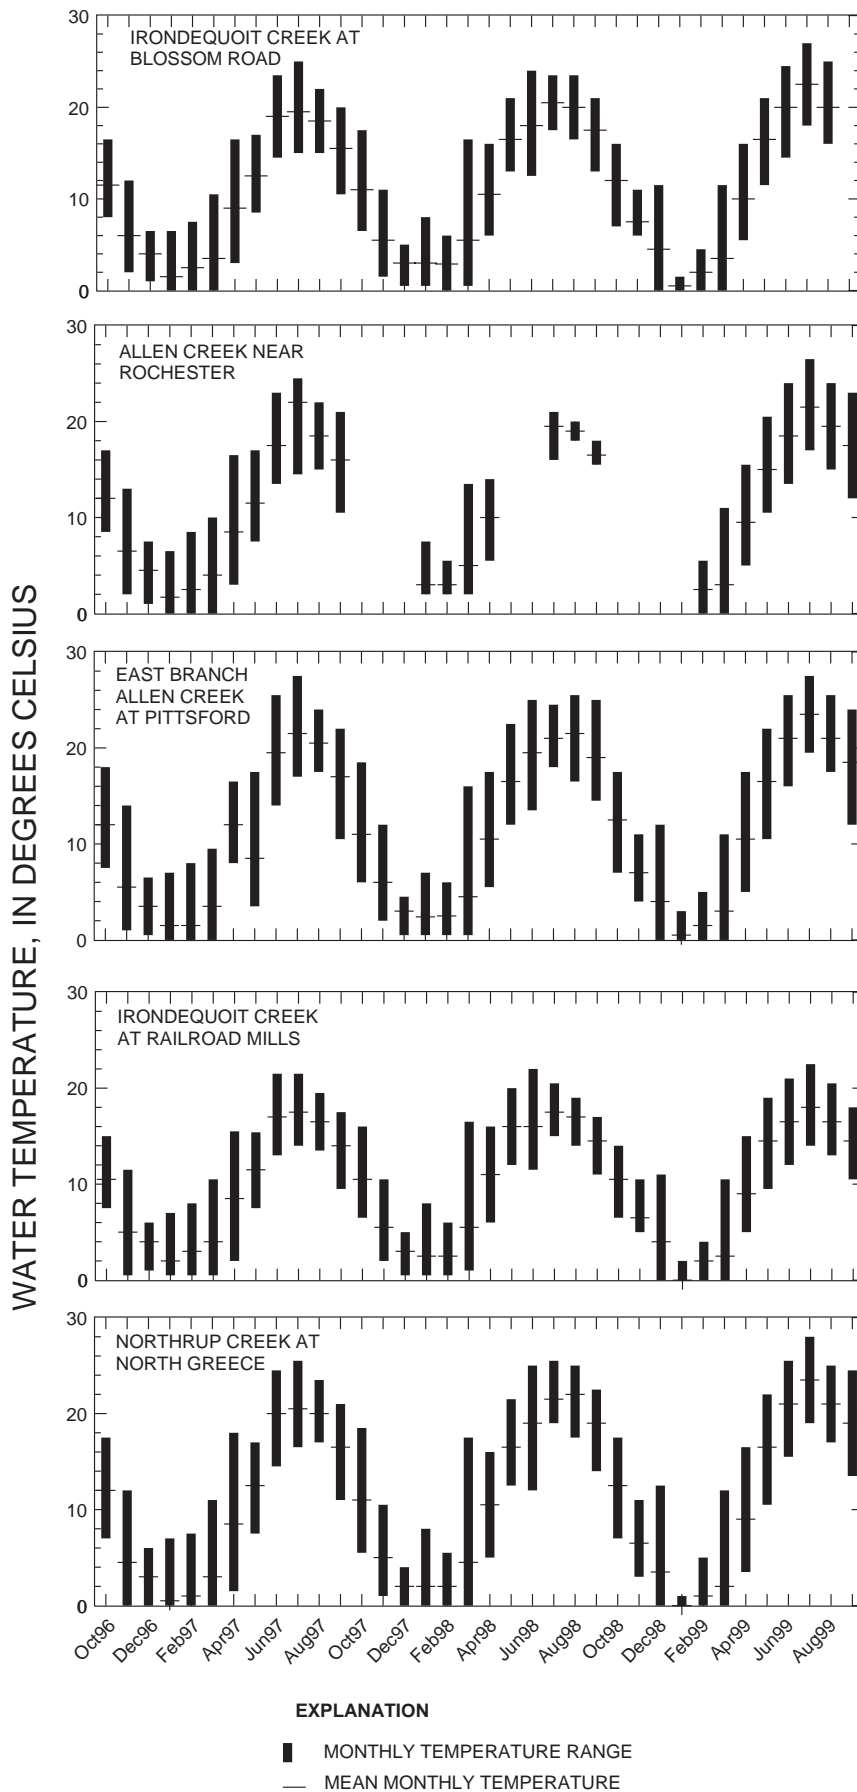 WATER TEMPERATURE, IN DEGREES CELSIUS
IRONDEQUOIT CREEK AT
BLOSSOM ROAD
30
20
10
0
ALLEN CREEK NEAR
ROCHESTER
30
20
10
0
EAST BRANCH
ALLEN CREEK
AT PITTSFORD
30
20
10
0
IRONDEQUOIT CREEK
AT RAILROAD MILLS
30
20
10
0
NORTHRUP CREEK AT
NORTH GREECE
30
20
10
0
Oct96 Dec96 Feb97 Apr97 Jun97 Aug97 Oct97 Dec97 Feb98 Apr98 Jun98 Aug98 Oct98 Dec98 Feb99 Apr99 Jun99 Aug99
EXPLANATION
MONTHLY TEMPERATURE RANGE
MEAN MONTHLY TEMPERATURE